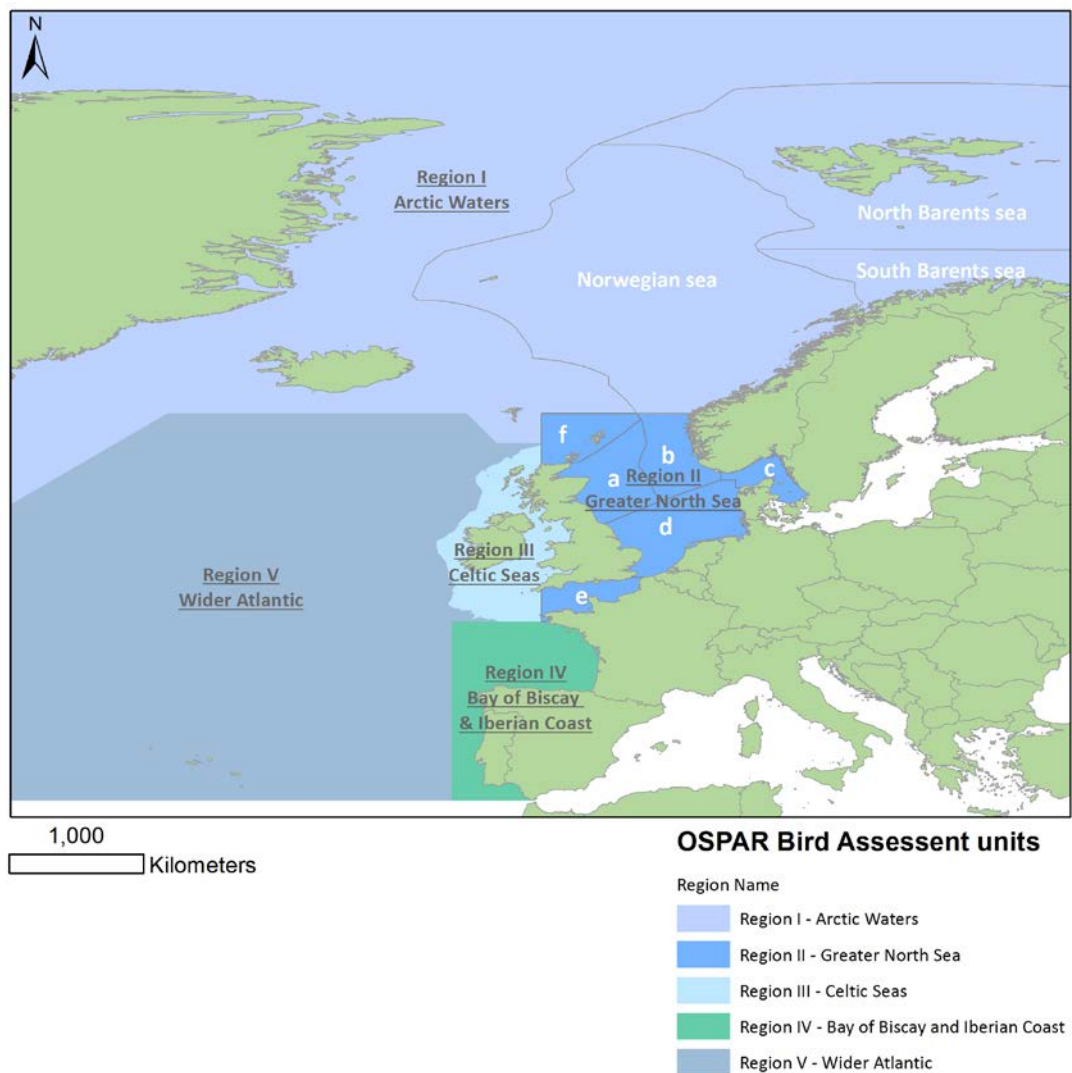 N
Region I
Arctic Waters
North Barents sea
South Barents sea
Norwegian sea
f
b
c
a
Region II
Greater North Sea
d
Region III
Celtic Seas
Region V
Wider Atlantic
e
Region IV
Bay of Biscay
& Iberian Coast
1,000
Kilometers
OSPAR Bird Assessent units
Region Name
Region I - Arctic Waters
Region II - Greater North Sea
Region III - Celtic Seas
Region IV - Bay of Biscay and Iberian Coast
Region V - Wider Atlantic